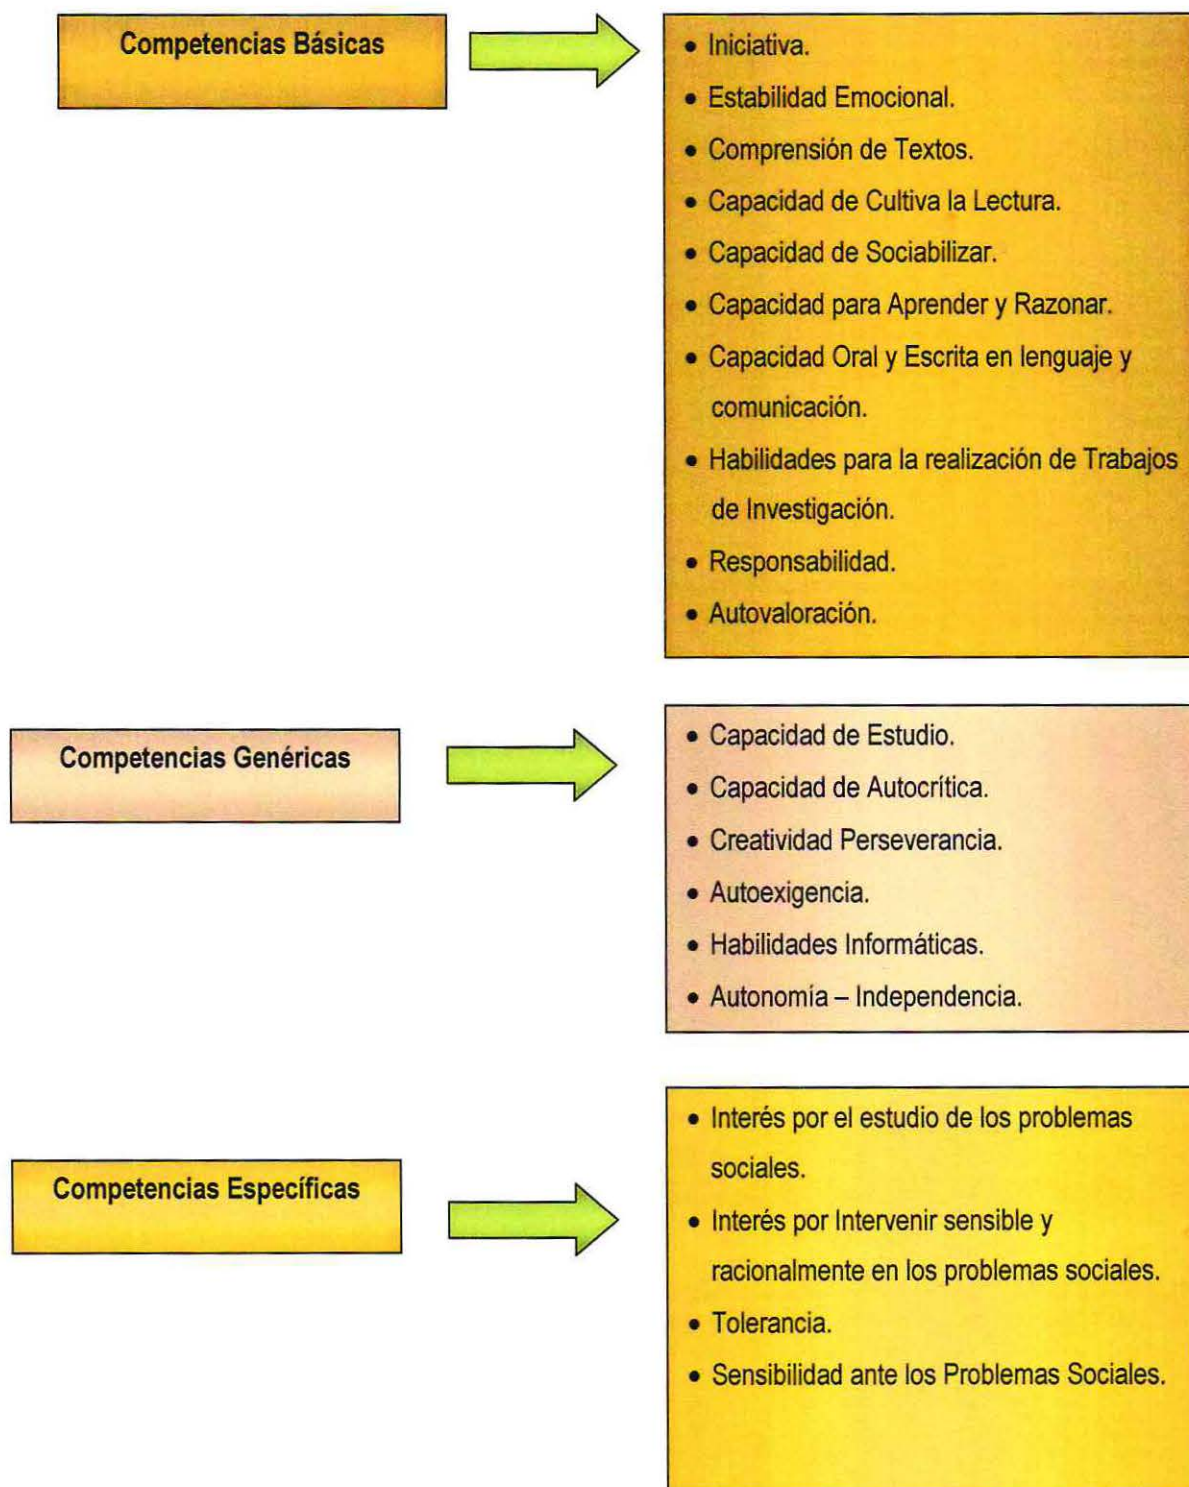 Competencias Básicas
• Iniciativa.
• Estabilidad Emocional.
• Comprensión de Textos.
• Capacidad de Cultiva la Lectura.
• Capacidad de Sociabilizar.
• Capacidad para Aprender y Razonar.
• Capacidad Oral y Escrita en lenguaje y
comunicación.
• Habilidades para la realización de Trabajos
de Investigación.
• Responsabilidad.
• Autovaloración.
Competencias Genéricas
• Capacidad de Estudio.
• Capacidad de Autocrítica.
• Creatividad Perseverancia.
• Autoexigencia.
• Habilidades Informáticas.
• Autonomía – Independencia.
Competencias Específicas
• Interés por el estudio de los problemas
sociales.
• Interés por Intervenir sensible y
racionalmente en los problemas sociales.
• Tolerancia.
• Sensibilidad ante los Problemas Sociales.